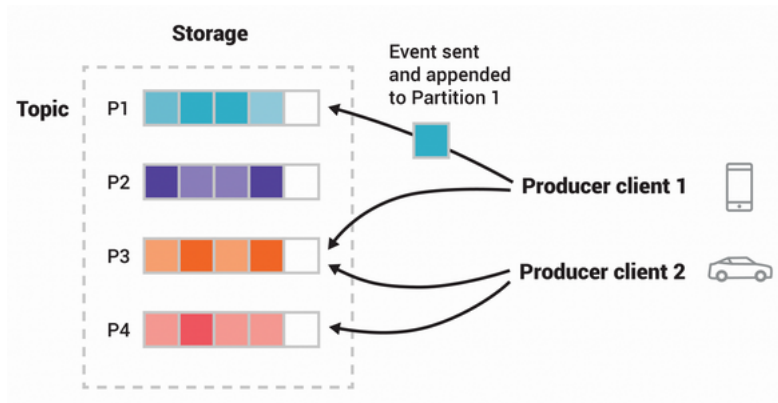 Storage
Event sent
and appended
to Partition 1
Topic
P1
P2
Producer client 1
P3
Producer client 2
P4